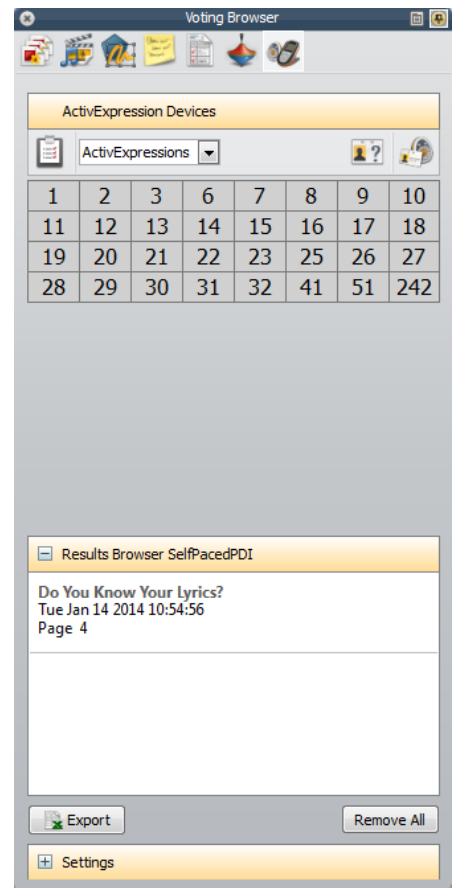 Voting Browser
ActivExpression Devices
ActivExpressions ?
1 2 3 6 7 8 9 10
11 12 13 14 15 16 17 18
19 20 21 22 23 25 26 27
28 29 30 31 32 41 51 242
Results Browser SelfPacedPDI
Do You Know Your Lyrics?
Tue Jan 14 2014 10:54:56
Page 4
Export Remove All
Settings